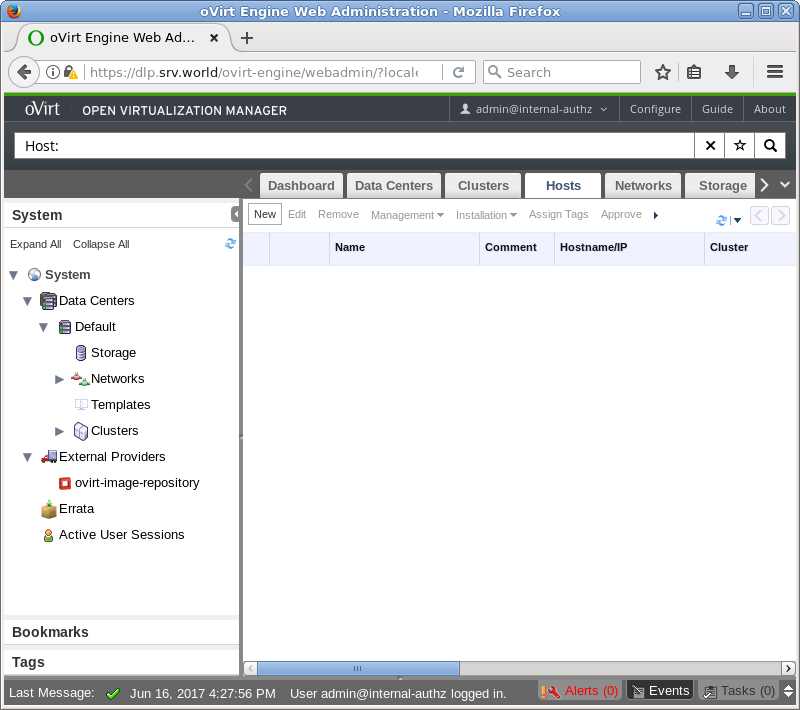 oVirt Engine Web Administration - Mozilla Firefox
oVirt Engine Web Ad...
https://dlp.srv.world/ovirt-engine/webadmin/?locale
Search
oVirt OPEN VIRTUALIZATION MANAGER
admin@internal-authz
Configure
Guide
About
Host:
Dashboard
Data Centers
Clusters
Hosts
Networks
Storage
System
New
Edit
Remove
Management
Installation
Assign Tags
Approve
Expand All
Collapse All
Name
Comment
Hostname/IP
Cluster
System
Data Centers
Default
Storage
Networks
Templates
Clusters
External Providers
ovirt-image-repository
Errata
Active User Sessions
Bookmarks
Tags
Last Message:
Jun 16, 2017 4:27:56 PM
User admin@internal-authz logged in.
Alerts (0)
Events
Tasks (0)